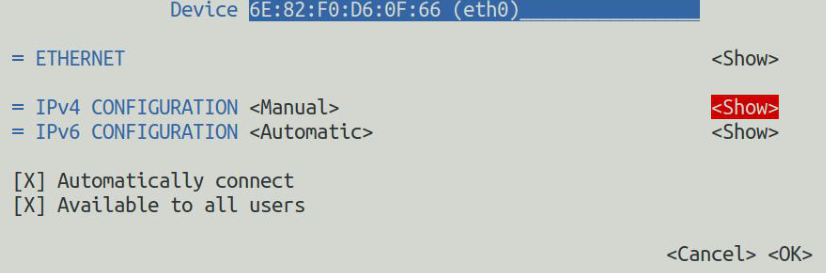 Device 6E:82:F0:D6:0F:66 (eth0)
= ETHERNET <Show>
= IPv4 CONFIGURATION <Manual> <Show>
= IPv6 CONFIGURATION <Automatic> <Show>
[X] Automatically connect
[X] Available to all users
<Cancel> <OK>